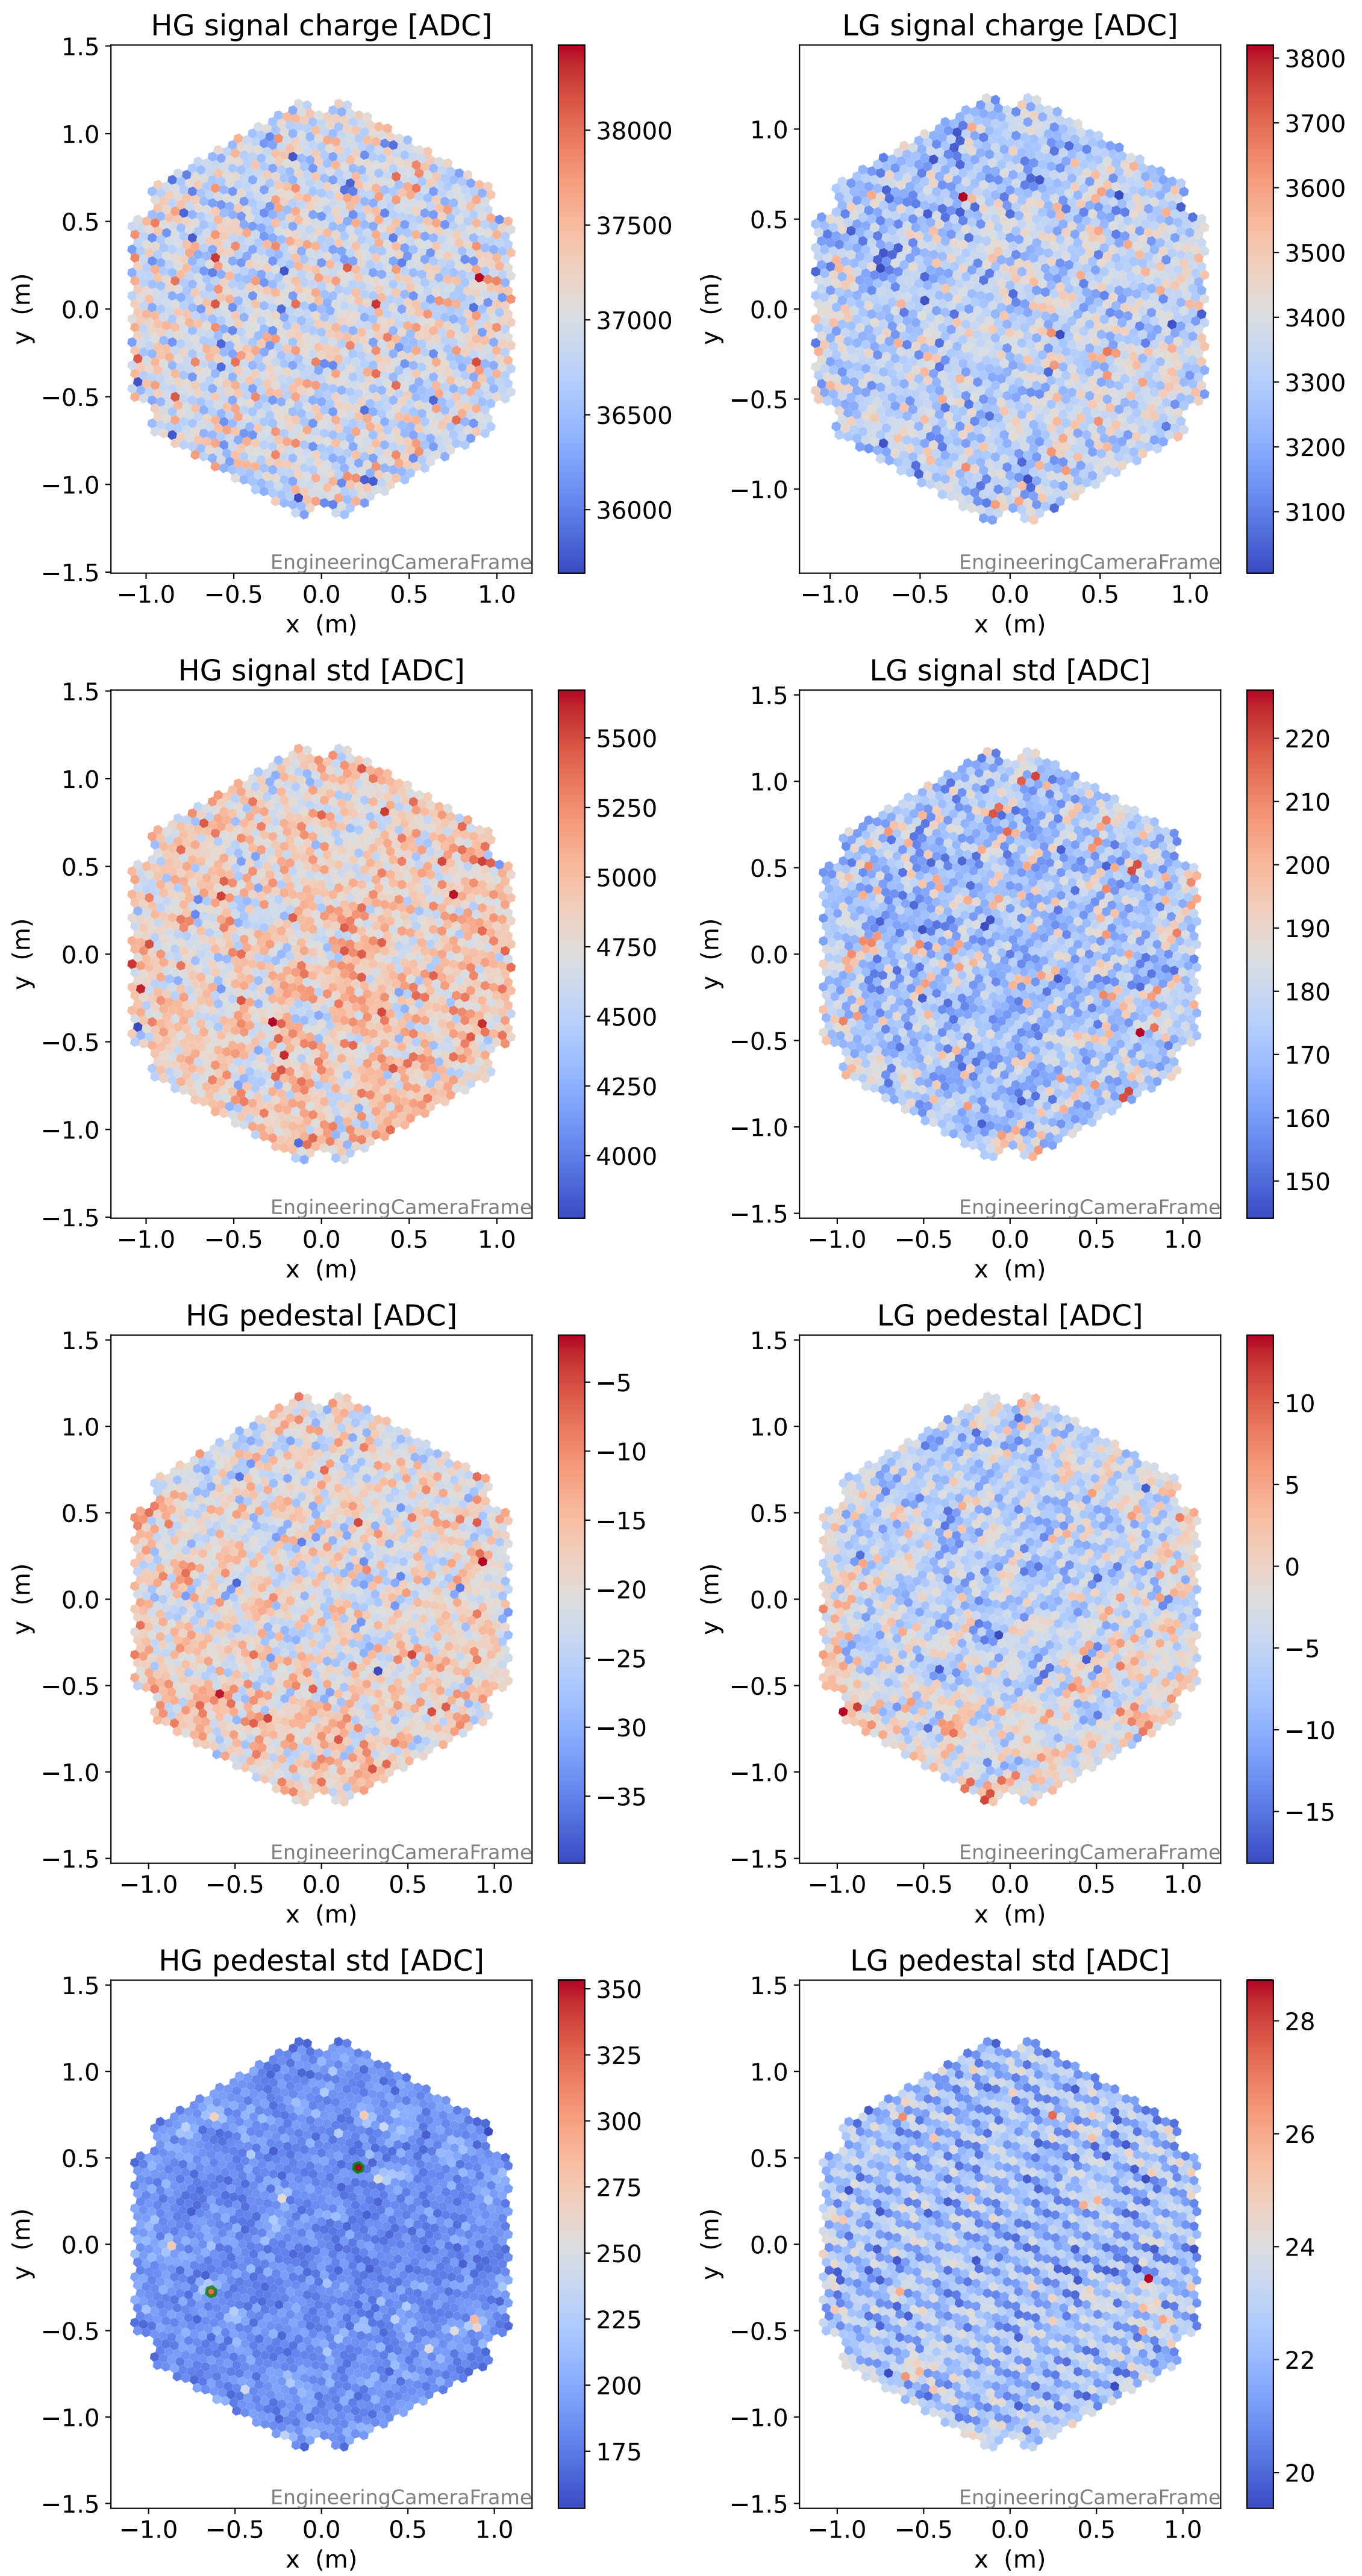 HG signal charge [ADC]
1.5
1.0
0.5
0.0
−0.5
−1.0
−1.5
y (m)
−1.0 −0.5 0.0 0.5 1.0
x (m)
EngineeringCameraFrame
38000
37500
37000
36500
36000
LG signal charge [ADC]
1.0
0.5
0.0
−0.5
−1.0
y (m)
−1.0 −0.5 0.0 0.5 1.0
x (m)
EngineeringCameraFrame
3800
3700
3600
3500
3400
3300
3200
3100
HG signal std [ADC]
1.5
1.0
0.5
0.0
−0.5
−1.0
−1.5
y (m)
−1.0 −0.5 0.0 0.5 1.0
x (m)
EngineeringCameraFrame
5500
5250
5000
4750
4500
4250
4000
LG signal std [ADC]
1.5
1.0
0.5
0.0
−0.5
−1.0
−1.5
y (m)
−1.0 −0.5 0.0 0.5 1.0
x (m)
EngineeringCameraFrame
220
210
200
190
180
170
160
150
HG pedestal [ADC]
1.5
1.0
0.5
0.0
−0.5
−1.0
−1.5
y (m)
−1.0 −0.5 0.0 0.5 1.0
x (m)
EngineeringCameraFrame
−5
−10
−15
−20
−25
−30
−35
LG pedestal [ADC]
1.5
1.0
0.5
0.0
−0.5
−1.0
−1.5
y (m)
−1.0 −0.5 0.0 0.5 1.0
x (m)
EngineeringCameraFrame
10
5
0
−5
−10
−15
HG pedestal std [ADC]
1.5
1.0
0.5
0.0
−0.5
−1.0
−1.5
y (m)
−1.0 −0.5 0.0 0.5 1.0
x (m)
EngineeringCameraFrame
350
325
300
275
250
225
200
175
LG pedestal std [ADC]
1.5
1.0
0.5
0.0
−0.5
−1.0
−1.5
y (m)
−1.0 −0.5 0.0 0.5 1.0
x (m)
EngineeringCameraFrame
28
26
24
22
20